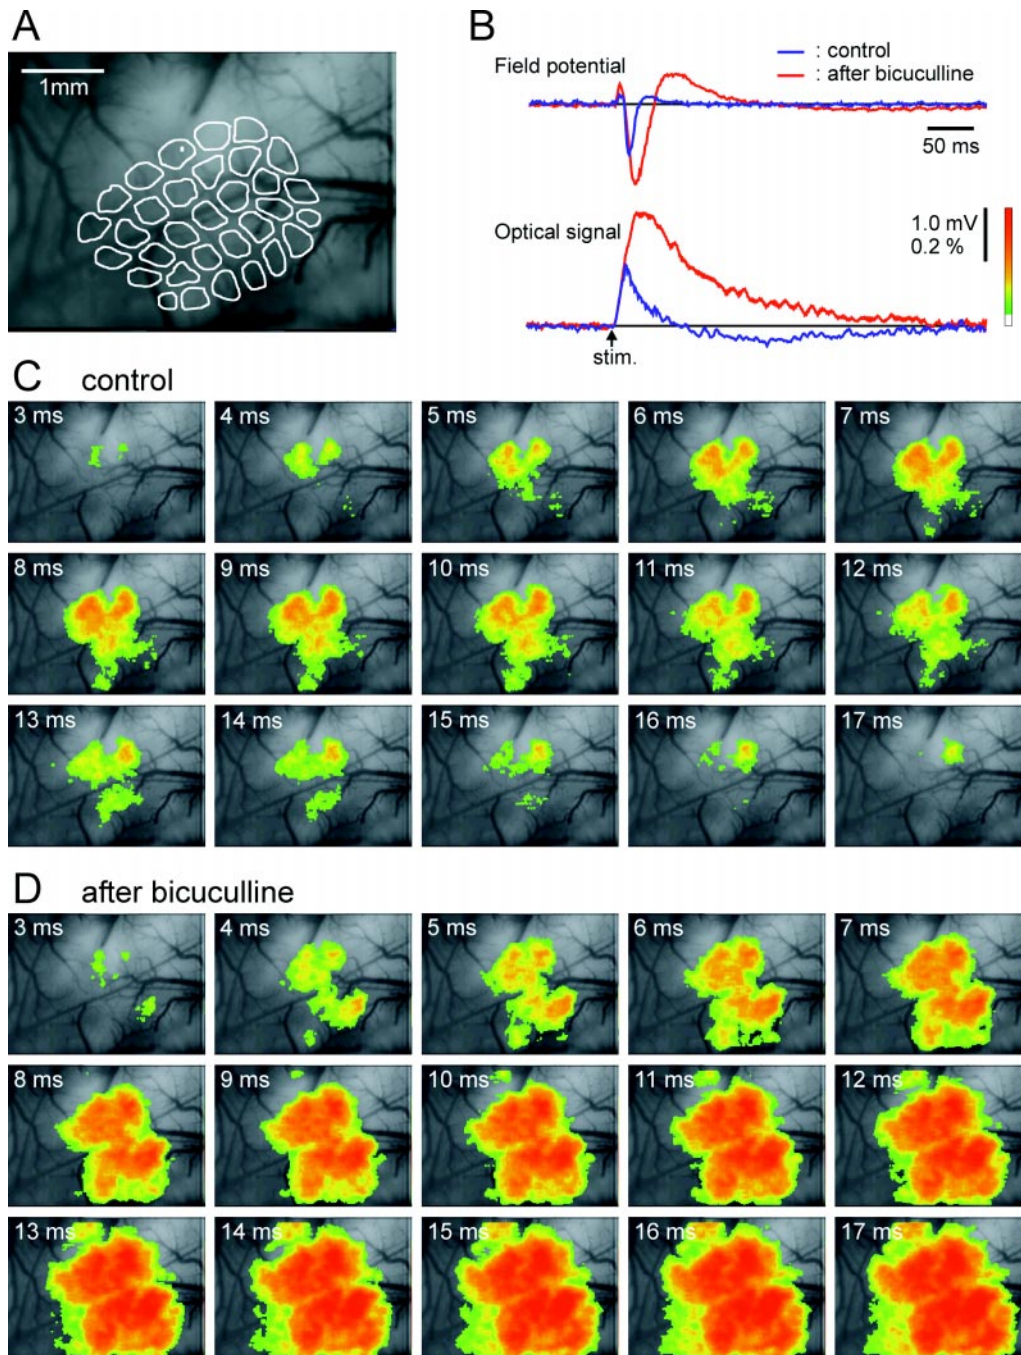 A
1mm
B
Field potential
: control
: after bicuculline
50 ms
Optical signal
1.0 mV
0.2 %
stim.
C control
3 ms 4 ms 5 ms 6 ms 7 ms
8 ms 9 ms 10 ms 11 ms 12 ms
13 ms 14 ms 15 ms 16 ms 17 ms
D after bicuculline
3 ms 4 ms 5 ms 6 ms 7 ms
8 ms 9 ms 10 ms 11 ms 12 ms
13 ms 14 ms 15 ms 16 ms 17 ms